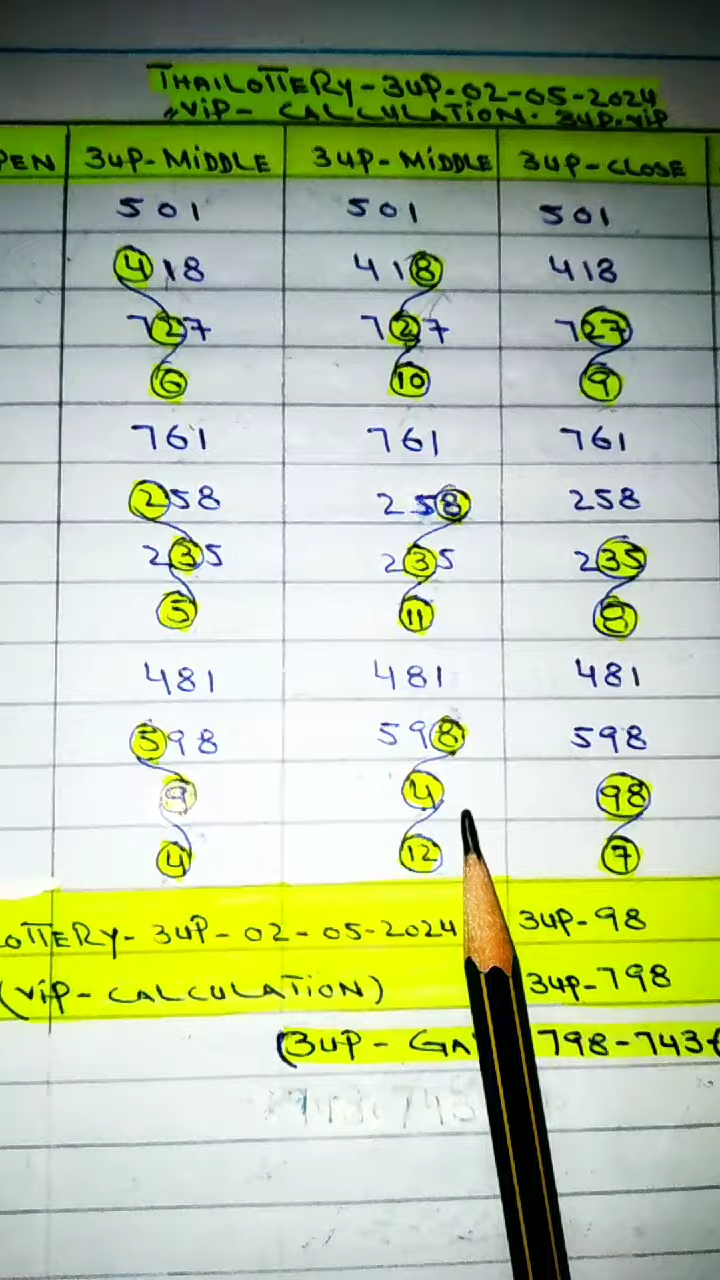 THAILOTTERY-3UP-02-05-2024
VIP-CALCULATION-3UP-VIP
PEN 3UP-MIDDLE 3UP-MIDDLE 3UP-CLOSE
501 501 501
418 418 418
727 727 727
6 10 9
761 761 761
258 258 258
235 235 235
5 11 8
481 481 481
598 598 598
9 4 98
4 12 7
OTTERY-3UP-02-05-2024 3UP-98
(VIP-CALCULATION) 3UP-798
(3UP-GA 798-743-